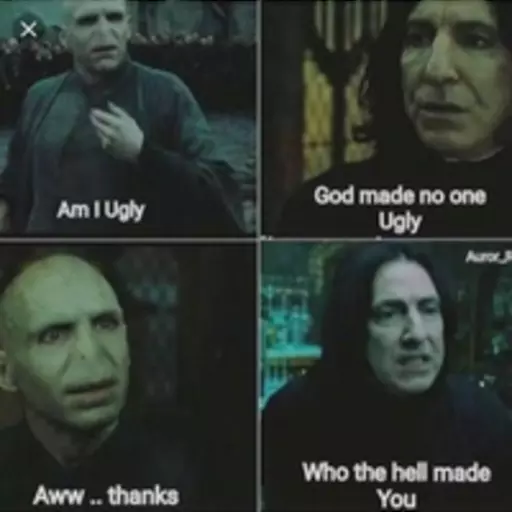 Am I Ugly
God made no one
Ugly
Aww .. thanks
Who the hell made
You